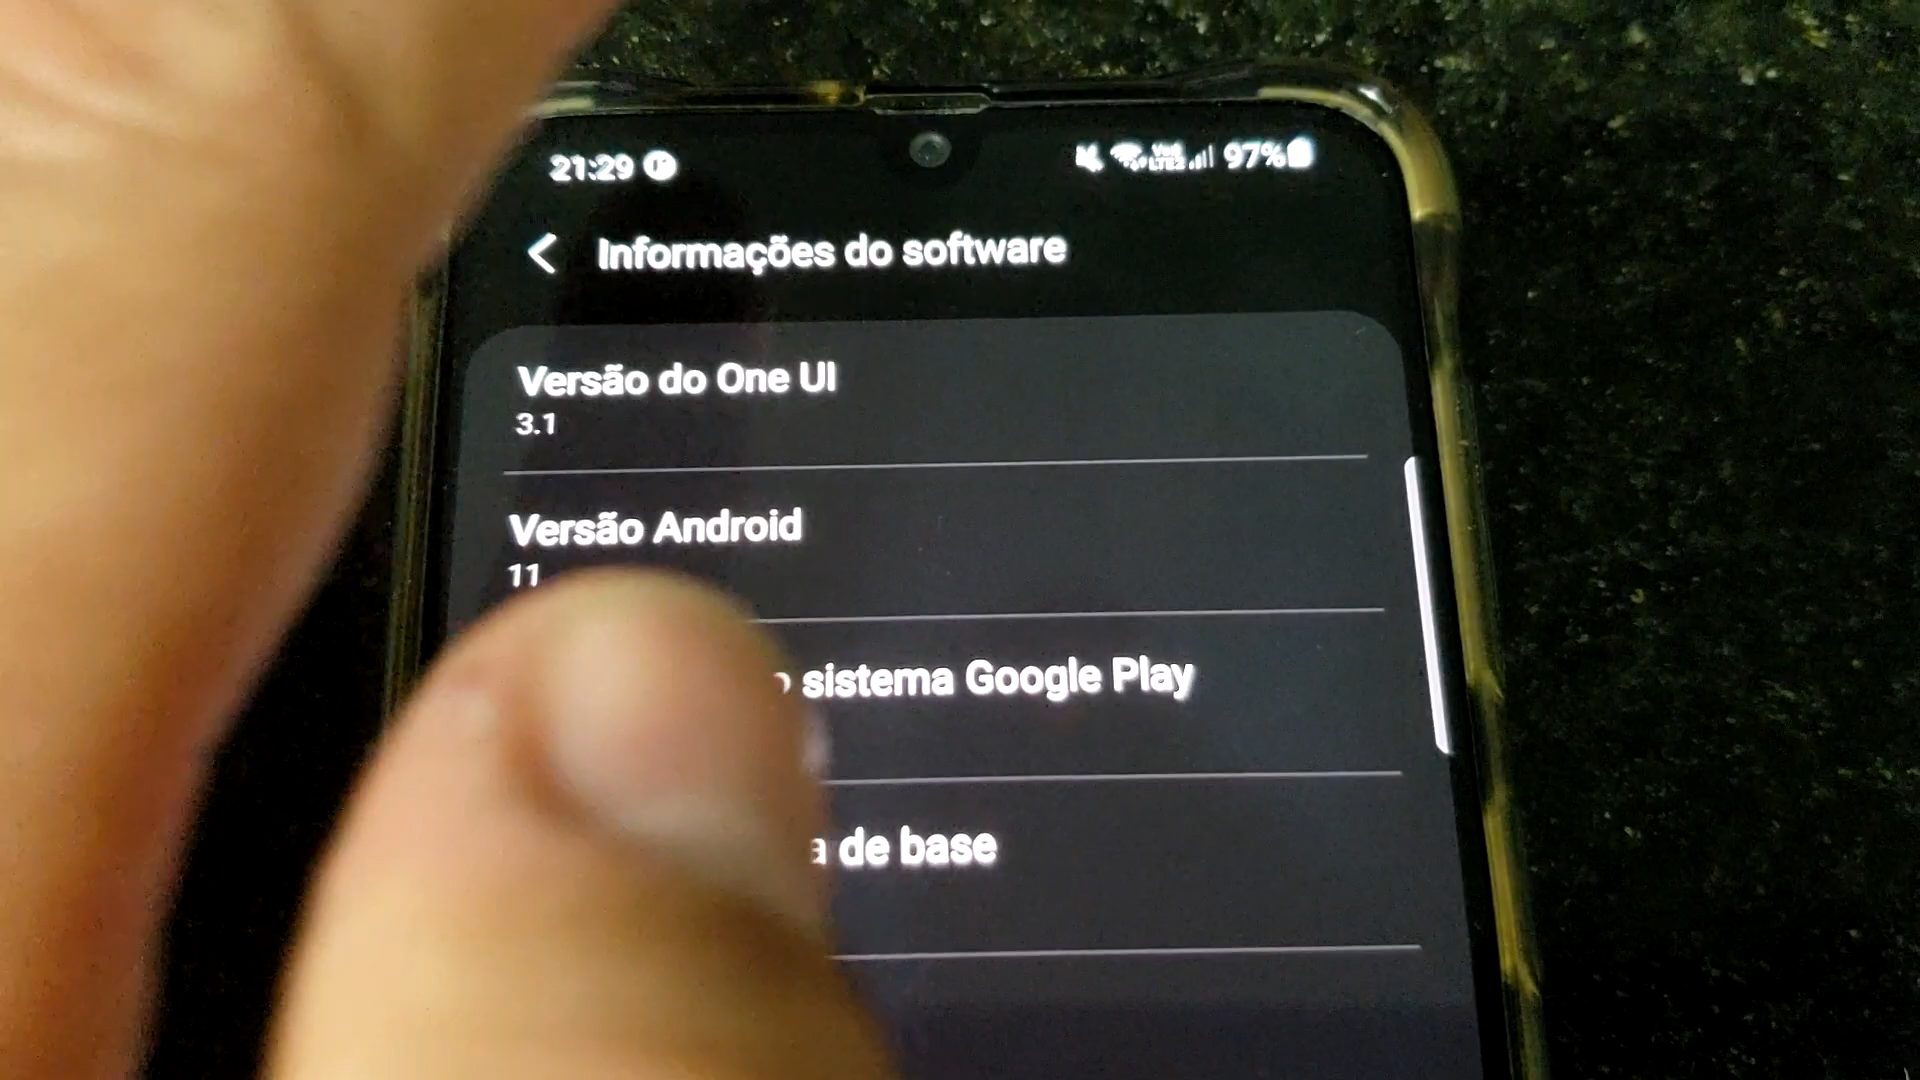 21:29 97%
Informações do software
Versão do One UI
3.1
Versão Android
11
sistema Google Play
de base